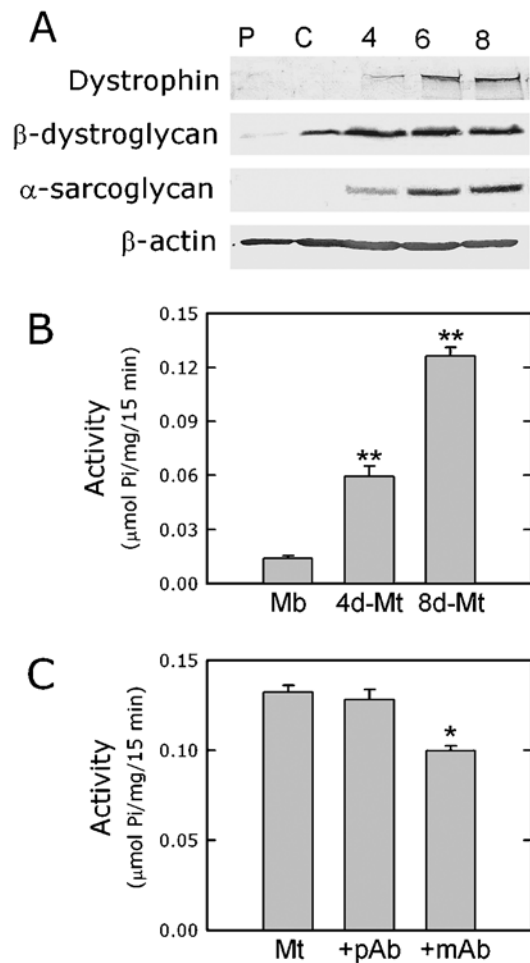 A
P C 4 6 8
Dystrophin
β-dystroglycan
α-sarcoglycan
β-actin
B
Activity
(μmol Pi/mg/15 min)
0.15
0.12
0.09
0.06
0.03
0.00
**
**
Mb 4d-Mt 8d-Mt
C
Activity
(μmol Pi/mg/15 min)
0.15
0.10
0.05
0.00
*
Mt +pAb +mAb